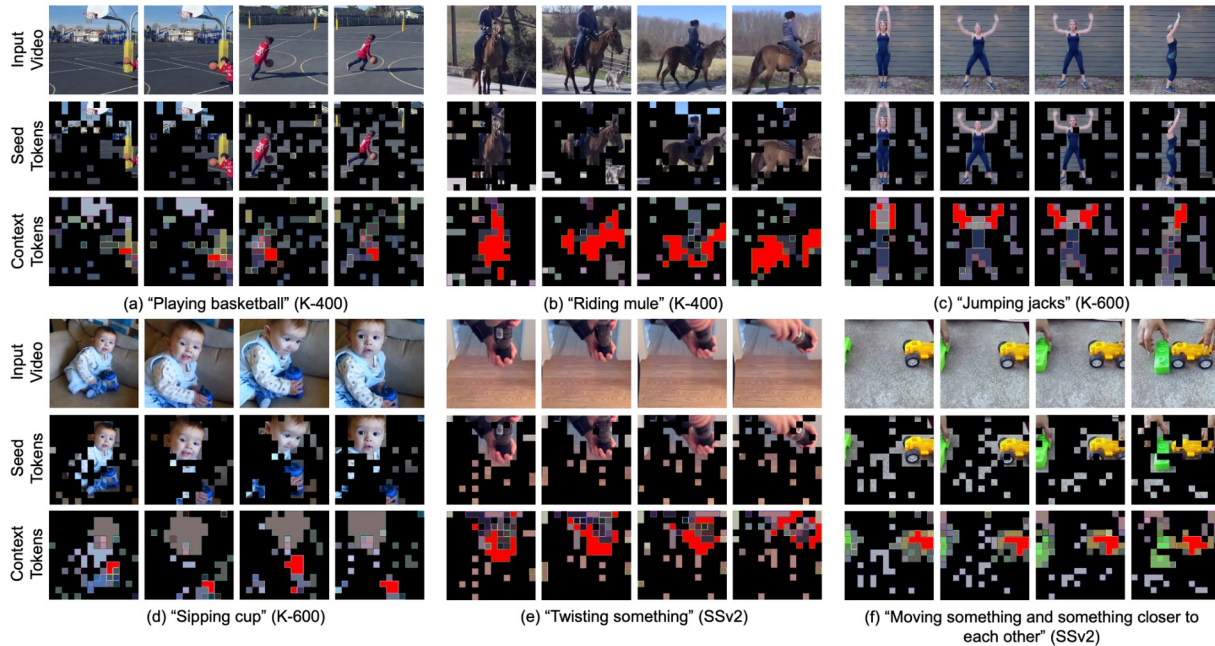 Input Video
Seed Tokens
Context Tokens
(a) “Playing basketball” (K-400)
(b) “Riding mule” (K-400)
(c) “Jumping jacks” (K-600)
Input Video
Seed Tokens
Context Tokens
(d) “Sipping cup” (K-600)
(e) “Twisting something” (SSv2)
(f) “Moving something and something closer to
each other” (SSv2)